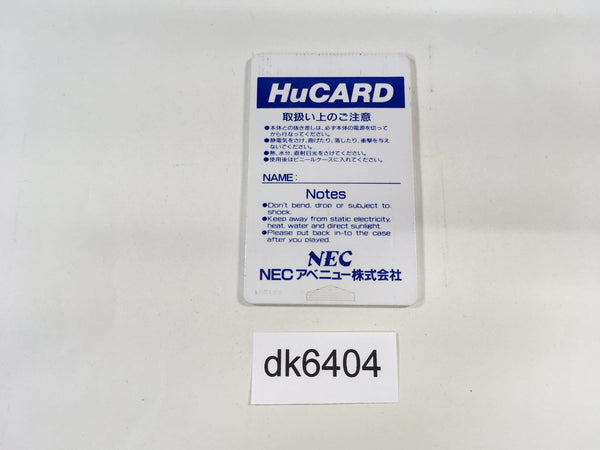 HuCARD
取扱い上のご注意
●本体との抜き差しは、必ず本体の電源を切って
から行なってください。
●静電気をさけ、曲げたり、落したり、衝撃を与え
ないでください。
●熱、水分、直射日光をさけてください。
●使用後はビニールケースに入れてください。
NAME:
Notes
●Don't bend, drop or subject to
shock.
●Keep away from static electricity,
heat, water and direct sunlight.
●Please put back in-to the case
after you played.
NEC
NECアベニュー株式会社
dk6404